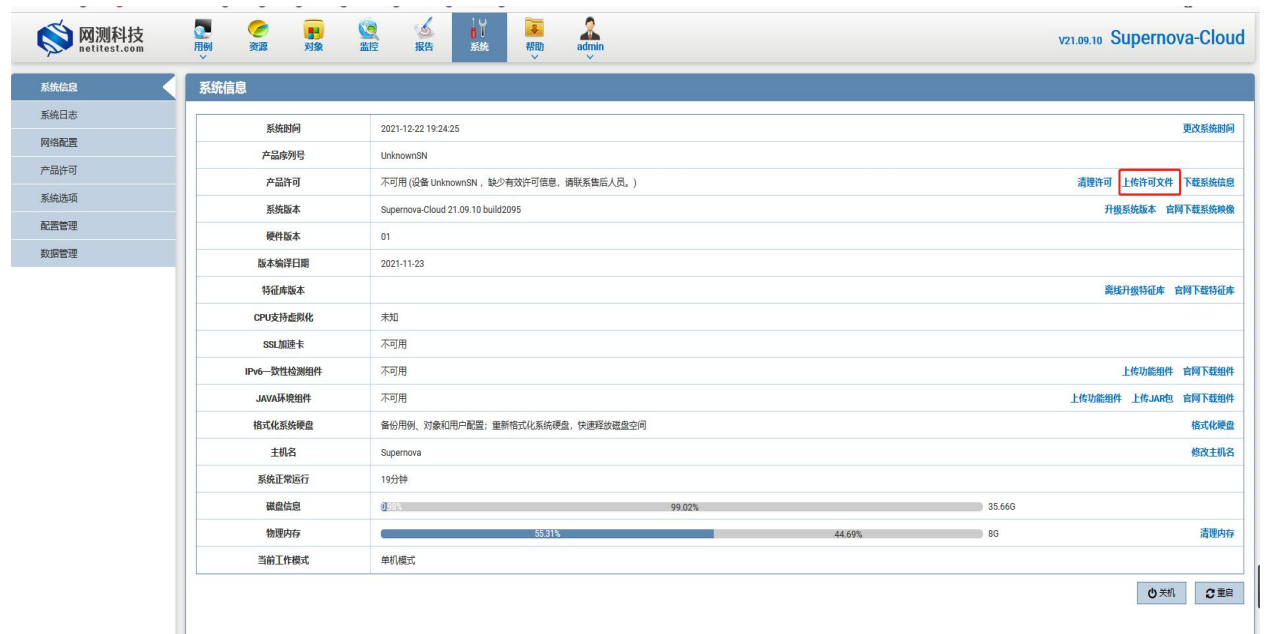 网测科技
netitest.com
用例
资源
对象
监控
报告
系统
帮助
admin
V21.09.10 Supernova-Cloud
系统信息
系统日志
网络配置
产品许可
系统选项
配置管理
数据管理
系统信息
系统时间 2021-12-22 19:24:25 更改系统时间
产品序列号 UnknownSN
产品许可 不可用 (设备 UnknownSN ，缺少有效许可信息，请联系售后人员。) 清理许可 上传许可文件 下载系统信息
系统版本 Supernova-Cloud 21.09.10 build2095 升级系统版本 官网下载系统映像
硬件版本 01
版本编译日期 2021-11-23
特征库版本 离线升级特征库 官网下载特征库
CPU支持虚拟化 未知
SSL加速卡 不可用
IPv6一致性检测组件 不可用 上传功能组件 官网下载组件
JAVA环境组件 不可用 上传功能组件 上传JAR包 官网下载组件
格式化系统硬盘 备份用例、对象和用户配置；重新格式化系统硬盘，快速释放磁盘空间 格式化硬盘
主机名 Supernova 修改主机名
系统正常运行 19分钟
磁盘信息 0.98% 99.02% 35.66G
物理内存 55.31% 44.69% 8G 清理内存
当前工作模式 单机模式
关机 重启